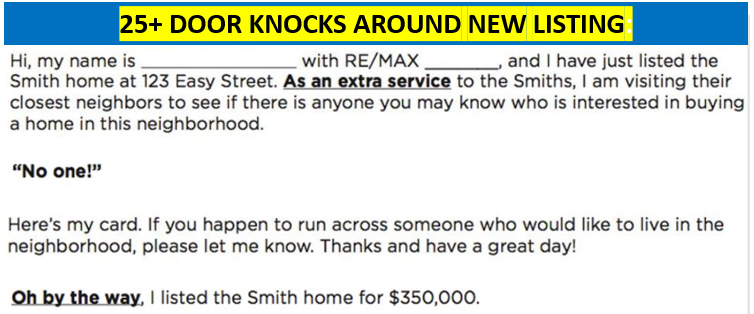 25+ DOOR KNOCKS AROUND NEW LISTING:
Hi, my name is ________________ with RE/MAX ________, and I have just listed the
Smith home at 123 Easy Street. As an extra service to the Smiths, I am visiting their
closest neighbors to see if there is anyone you may know who is interested in buying
a home in this neighborhood.
“No one!”
Here’s my card. If you happen to run across someone who would like to live in the
neighborhood, please let me know. Thanks and have a great day!
Oh by the way, I listed the Smith home for $350,000.